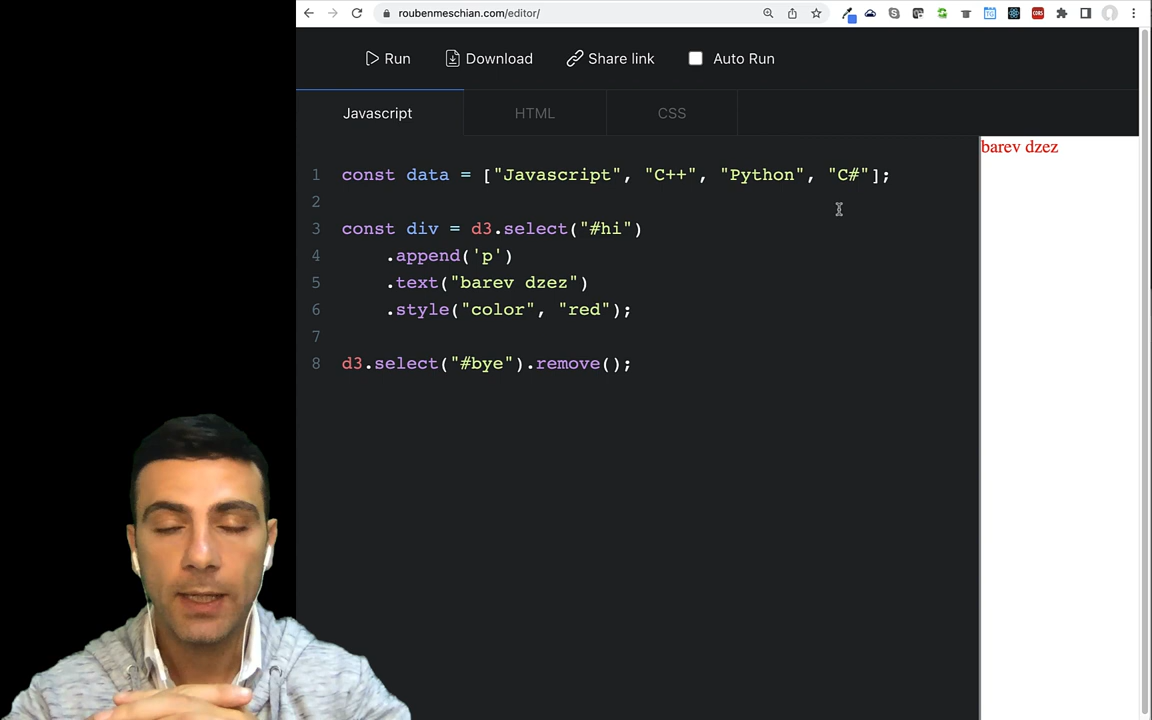 roubenmeschian.com/editor/
Run Download Share link Auto Run
Javascript HTML CSS
1 const data = ["Javascript", "C++", "Python", "C#"];
2
3 const div = d3.select("#hi")
4 .append('p')
5 .text("barev dzez")
6 .style("color", "red");
7
8 d3.select("#bye").remove();
barev dzez